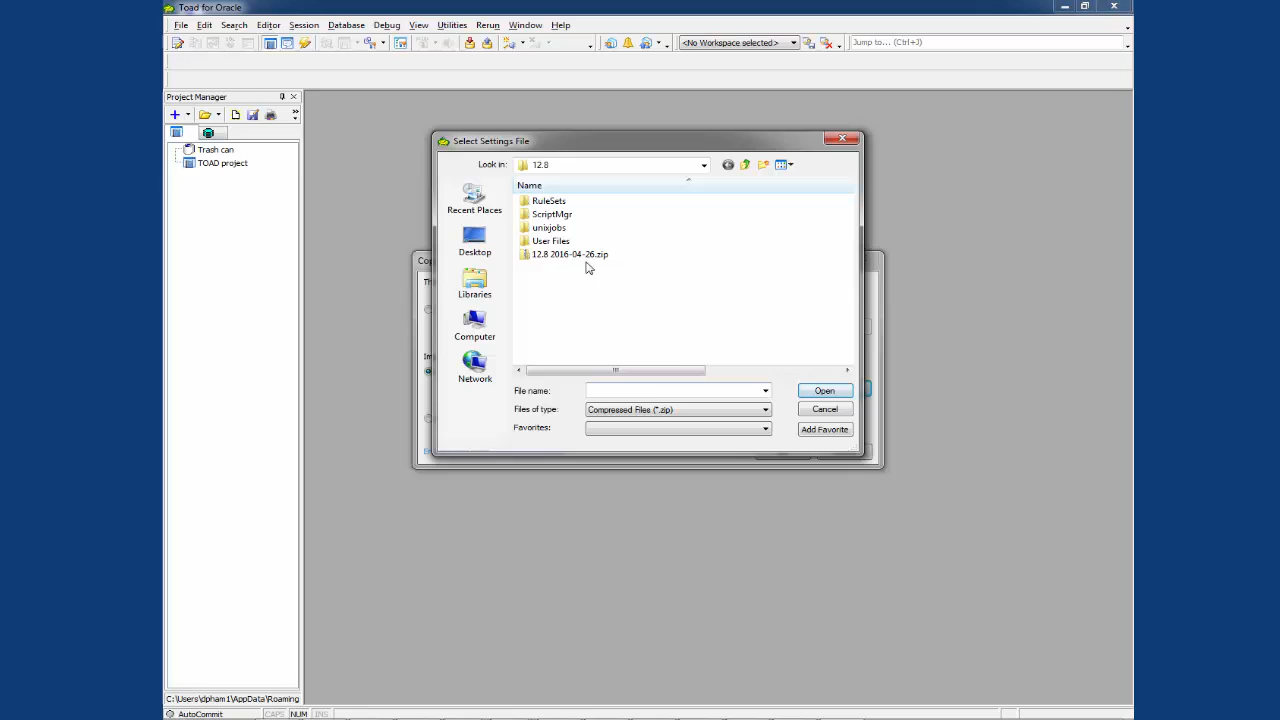 Toad for Oracle
File Edit Search Editor Session Database Debug View Utilities Rerun Window Help
<No Workspace selected> Jump to... (Ctrl+J)
Project Manager
Trash can
TOAD project
Select Settings File
Look in: 12.8
Name
Recent Places
Desktop
Libraries
Computer
Network
RuleSets
ScriptMgr
unixjobs
User Files
12.8 2016-04-26.zip
File name: Open
Files of type: Compressed Files (*.zip) Cancel
Favorites: Add Favorite
C:\Users\dpham1\AppData\Roaming
AutoCommit CAPS NUM INS